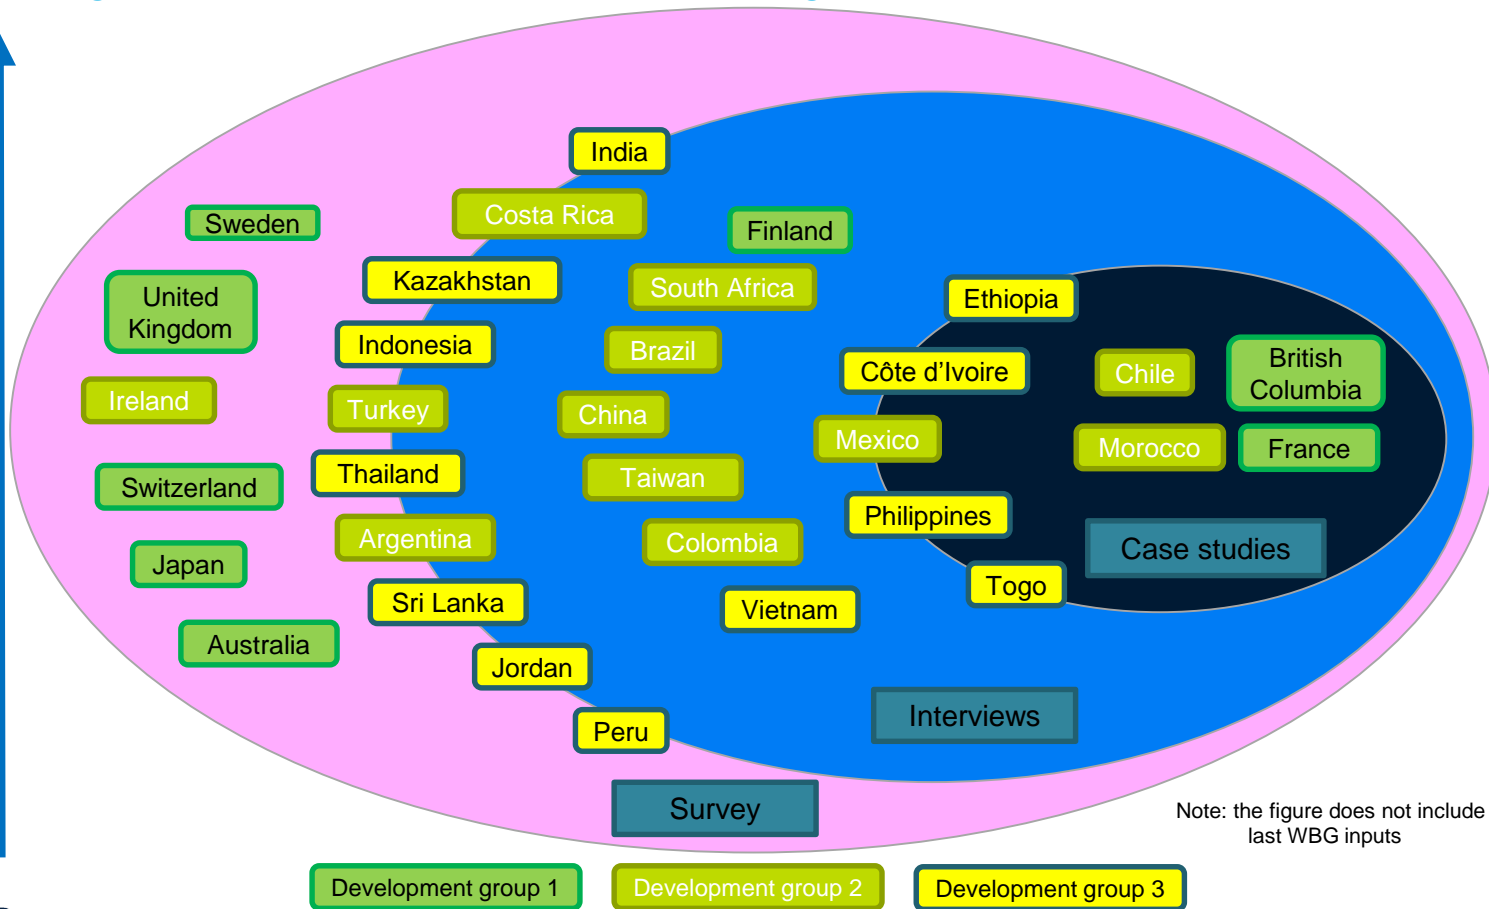 India
Costa Rica
Sweden
Finland
Kazakhstan
South Africa
Ethiopia
United
Kingdom
Indonesia
Brazil
Côte d’Ivoire
Chile
British
Columbia
Ireland
Turkey
China
Mexico
Morocco
France
Thailand
Taiwan
Switzerland
Philippines
Argentina
Colombia
Case studies
Japan
Togo
Sri Lanka
Vietnam
Australia
Jordan
Interviews
Peru
Survey
Note: the figure does not include
last WBG inputs
Development group 1
Development group 2
Development group 3